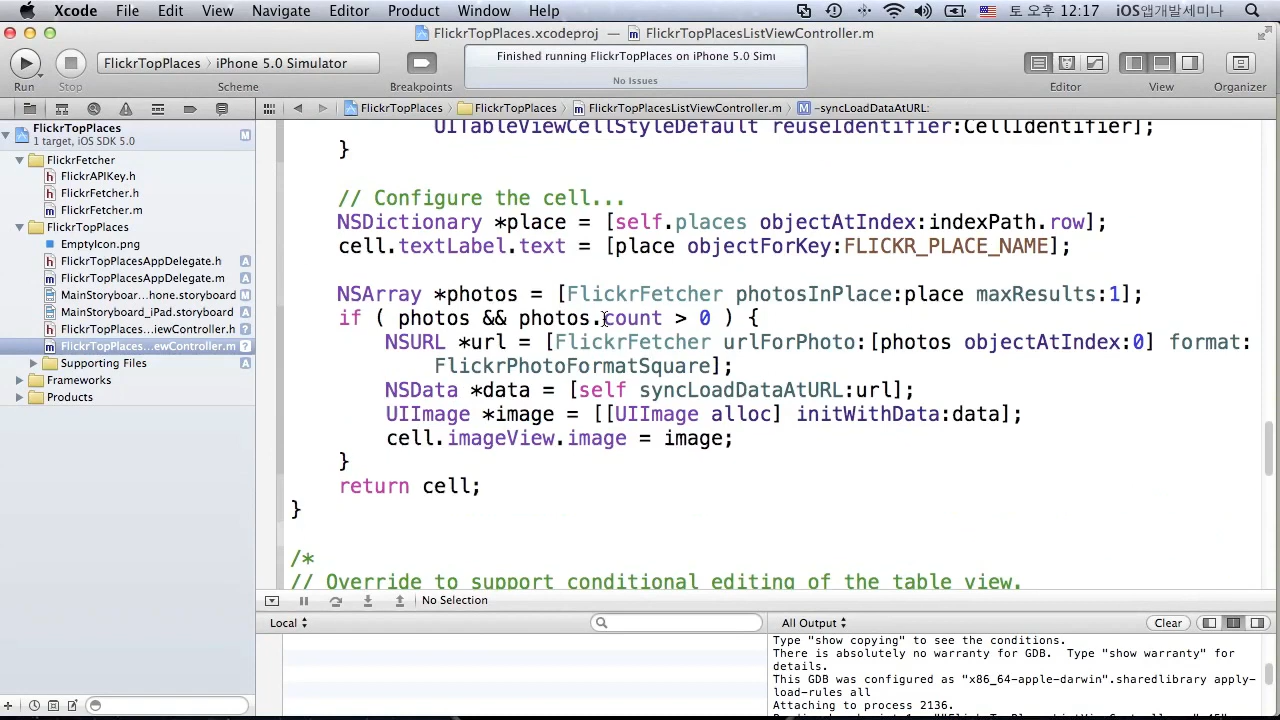 Xcode File Edit View Navigate Editor Product Window Help 토 오후 12:17 iOS앱개발세미나
FlickrTopPlaces.xcodeproj — FlickrTopPlacesListViewController.m
FlickrTopPlaces iPhone 5.0 Simulator
Finished running FlickrTopPlaces on iPhone 5.0 Simu
No Issues
Run Stop Scheme Breakpoints Editor View Organizer
FlickrTopPlaces FlickrTopPlaces FlickrTopPlacesListViewController.m M -syncLoadDataAtURL:
FlickrTopPlaces M
1 target, iOS SDK 5.0
FlickrFetcher
h FlickrAPIKey.h
h FlickrFetcher.h
m FlickrFetcher.m
FlickrTopPlaces
EmptyIcon.png
h FlickrTopPlacesAppDelegate.h A
m FlickrTopPlacesAppDelegate.m A
MainStoryboar...hone.storyboard M
MainStoryboard_iPad.storyboard A
h FlickrTopPlaces...iewController.h ?
m FlickrTopPlaces...ewController.m ?
Supporting Files A
Frameworks
Products
UITableViewCellStyleDefault reuseIdentifier:CellIdentifier];
}
// Configure the cell...
NSDictionary *place = [self.places objectAtIndex:indexPath.row];
cell.textLabel.text = [place objectForKey:FLICKR_PLACE_NAME];
NSArray *photos = [FlickrFetcher photosInPlace:place maxResults:1];
if ( photos && photos.count > 0 ) {
NSURL *url = [FlickrFetcher urlForPhoto:[photos objectAtIndex:0] format:
FlickrPhotoFormatSquare];
NSData *data = [self syncLoadDataAtURL:url];
UIImage *image = [[UIImage alloc] initWithData:data];
cell.imageView.image = image;
}
return cell;
}
/*
// Override to support conditional editing of the table view.
No Selection
Local All Output Clear
Type "show copying" to see the conditions.
There is absolutely no warranty for GDB. Type "show warranty" for
details.
This GDB was configured as "x86_64-apple-darwin".sharedlibrary apply-
load-rules all
Attaching to process 2136.